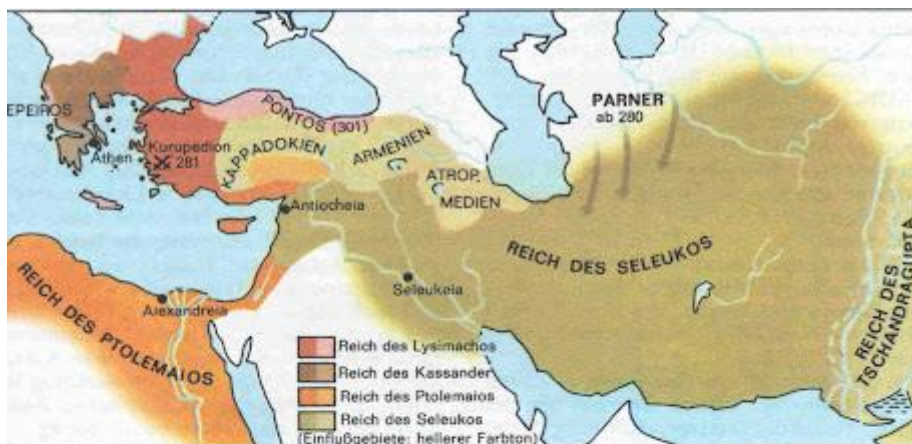 EPEIROS
Athen
Kurupedion
281
PONTOS (301)
KAPPADOKIEN
ARMENIEN
ATROP.
MEDIEN
PARNER
ab 280
Antiocheia
Seleukeia
REICH DES SELEUKOS
REICH DES
TSCHANDRAGUPTA
Alexandreia
REICH DES PTOLEMAIOS
Reich des Lysimachos
Reich des Kassander
Reich des Ptolemaios
Reich des Seleukos
(Einflußgebiete: hellerer Farbton)